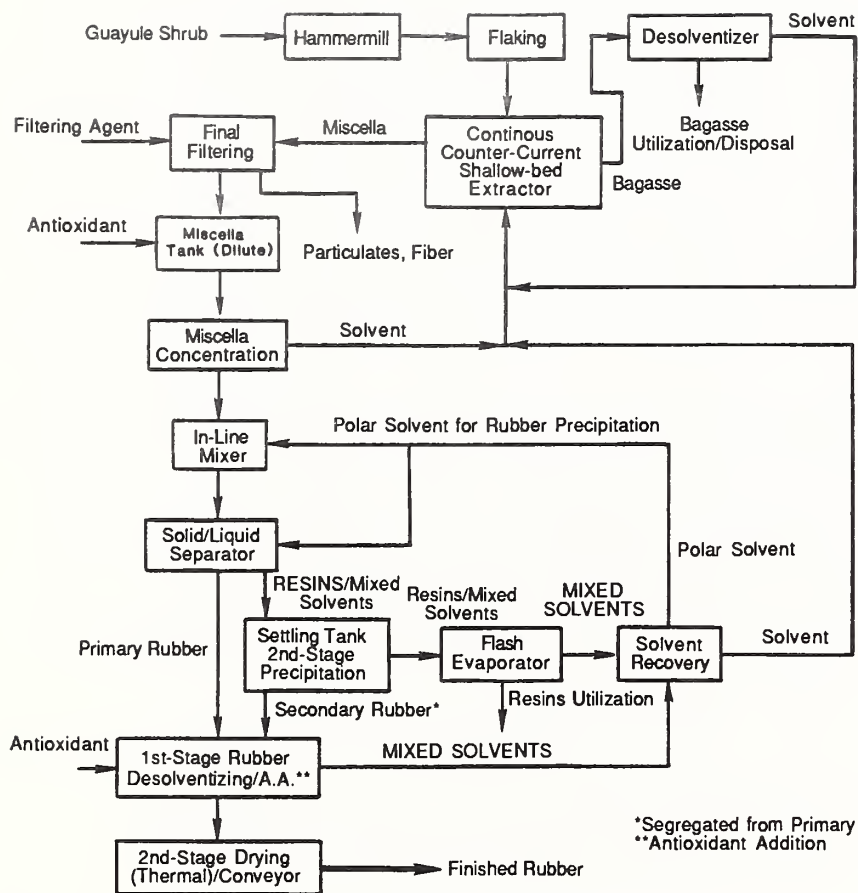 Guayule Shrub
Hammermill
Flaking
Desolventizer
Solvent
Filtering Agent
Final
Filtering
Miscella
Continous
Counter-Current
Shallow-bed
Extractor
Bagasse
Bagasse
Utilization/Disposal
Antioxidant
Miscella
Tank (Dilute)
Particulates, Fiber
Miscella
Concentration
Solvent
In-Line
Mixer
Polar Solvent for Rubber Precipitation
Solid/Liquid
Separator
Polar Solvent
RESINS/Mixed
Solvents
Resins/Mixed
Solvents
MIXED
SOLVENTS
Primary Rubber
Settling Tank
2nd-Stage
Precipitation
Flash
Evaporator
Solvent
Recovery
Solvent
Secondary Rubber*
Resins Utilization
Antioxidant
1st-Stage Rubber
Desolventizing/A.A.**
MIXED SOLVENTS
2nd-Stage Drying
(Thermal)/Conveyor
Finished Rubber
*Segregated from Primary
**Antioxidant Addition